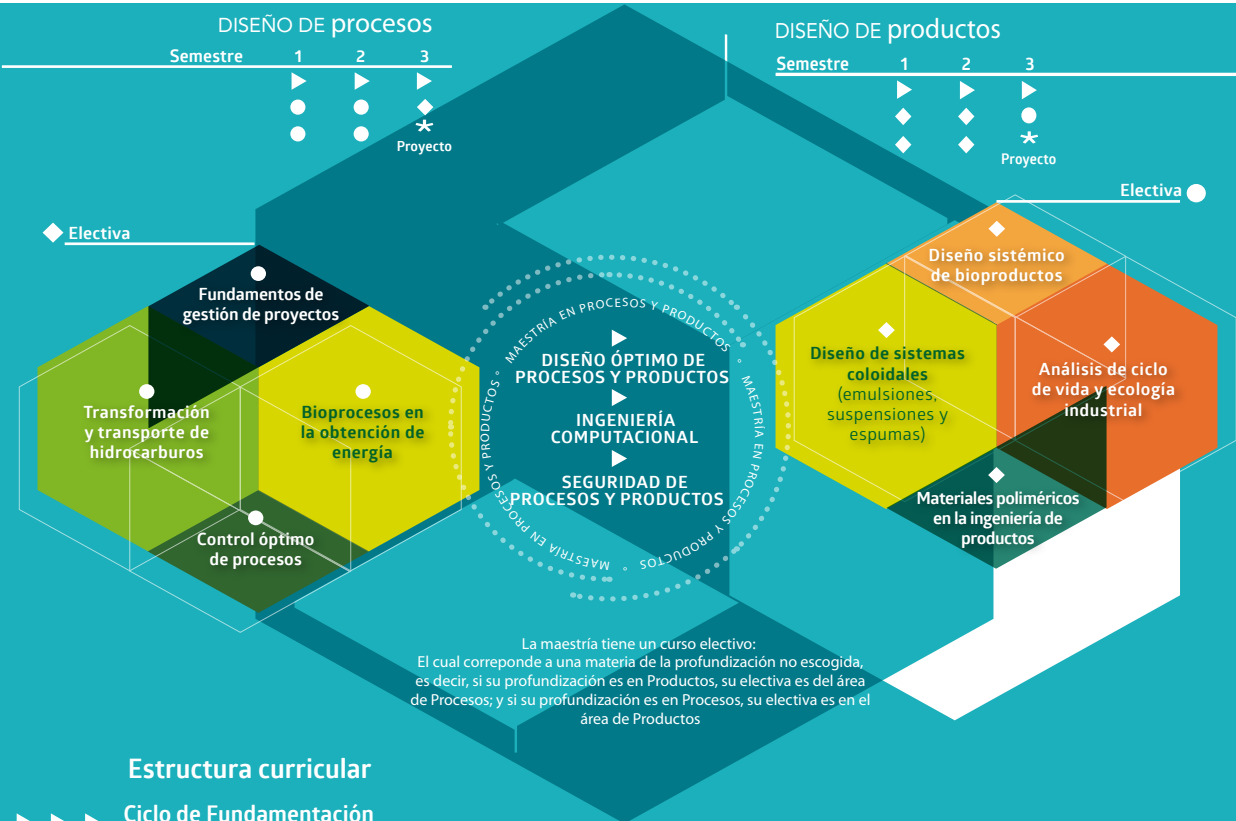 DISEÑO DE procesos
Semestre 1 2 3
Proyecto
DISEÑO DE productos
Semestre 1 2 3
Proyecto
Electiva
Electiva
Fundamentos de
gestión de proyectos
Transformación
y transporte de
hidrocarburos
Bioprocesos en
la obtención de
energía
Control óptimo
de procesos
MAESTRÍA EN PROCESOS Y PRODUCTOS
MAESTRÍA EN PROCESOS Y PRODUCTOS
MAESTRÍA EN PROCESOS Y PRODUCTOS
DISEÑO ÓPTIMO DE
PROCESOS Y PRODUCTOS
INGENIERÍA
COMPUTACIONAL
SEGURIDAD DE
PROCESOS Y PRODUCTOS
Diseño sistémico
de bioproductos
Diseño de sistemas
coloidales
(emulsiones,
suspensiones y
espumas)
Análisis de ciclo
de vida y ecología
industrial
Materiales poliméricos
en la ingeniería de
productos
La maestría tiene un curso electivo:
El cual correponde a una materia de la profundización no escogida,
es decir, si su profundización es en Productos, su electiva es del área
de Procesos; y si su profundización es en Procesos, su electiva es en el
área de Productos
Estructura curricular
Ciclo de Fundamentación